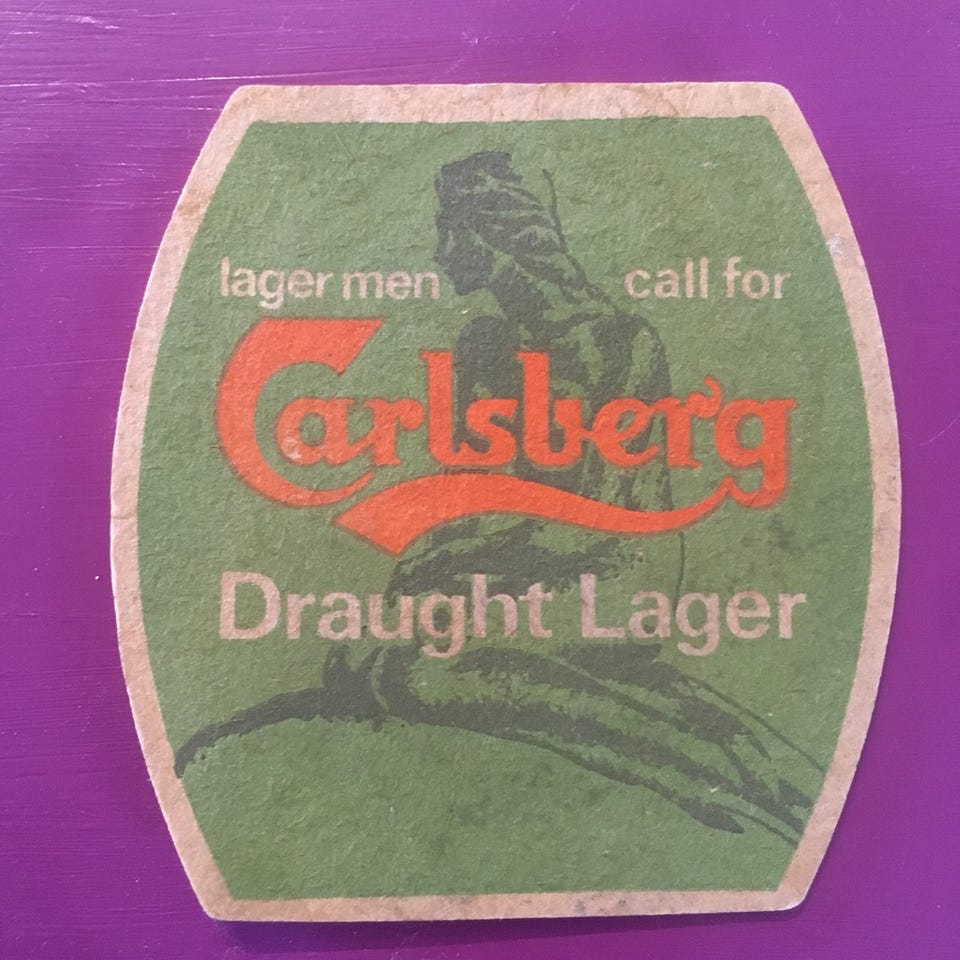 lager men call for
Carlsberg
Draught Lager